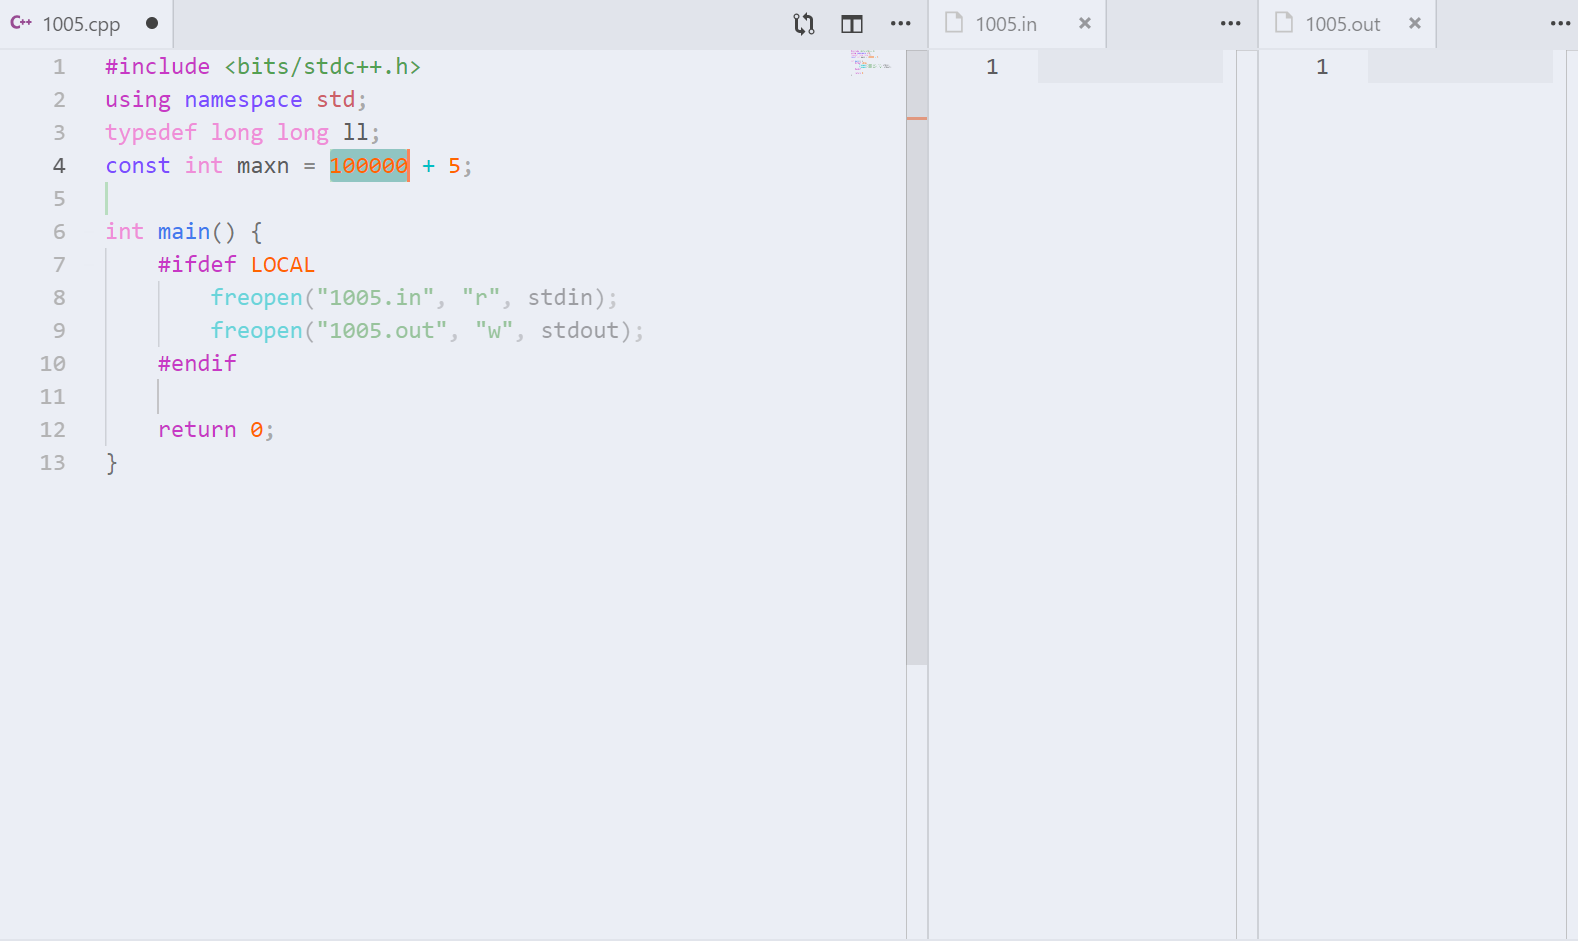 C++ 1005.cpp
1005.in
1005.out
1 #include <bits/stdc++.h>
2 using namespace std;
3 typedef long long ll;
4 const int maxn = 100000 + 5;
5
6 int main() {
7 #ifdef LOCAL
8 freopen("1005.in", "r", stdin);
9 freopen("1005.out", "w", stdout);
10 #endif
11
12 return 0;
13 }
1
1